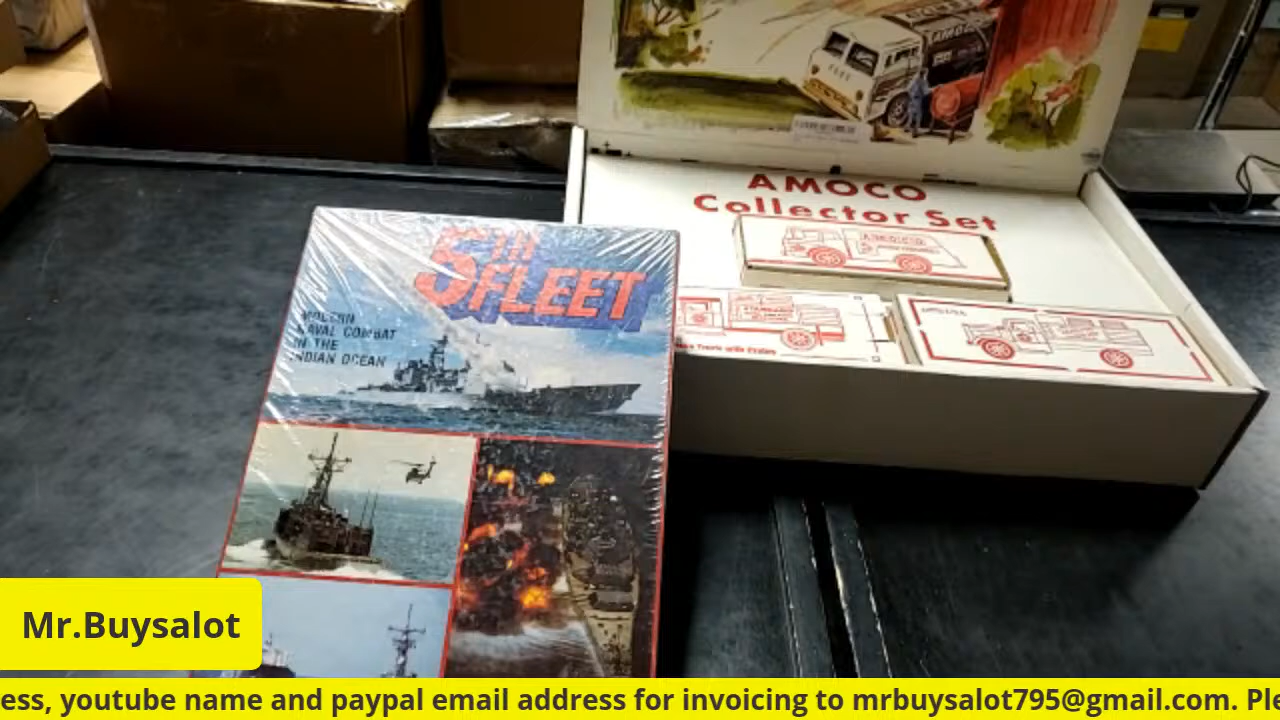 AMOCO
AMOCO
Collector Set
5TH
FLEET
MODERN
NAVAL COMBAT
IN THE
INDIAN OCEAN
Mr.Buysalot
ess, youtube name and paypal email address for invoicing to mrbuysalot795@gmail.com. Ple